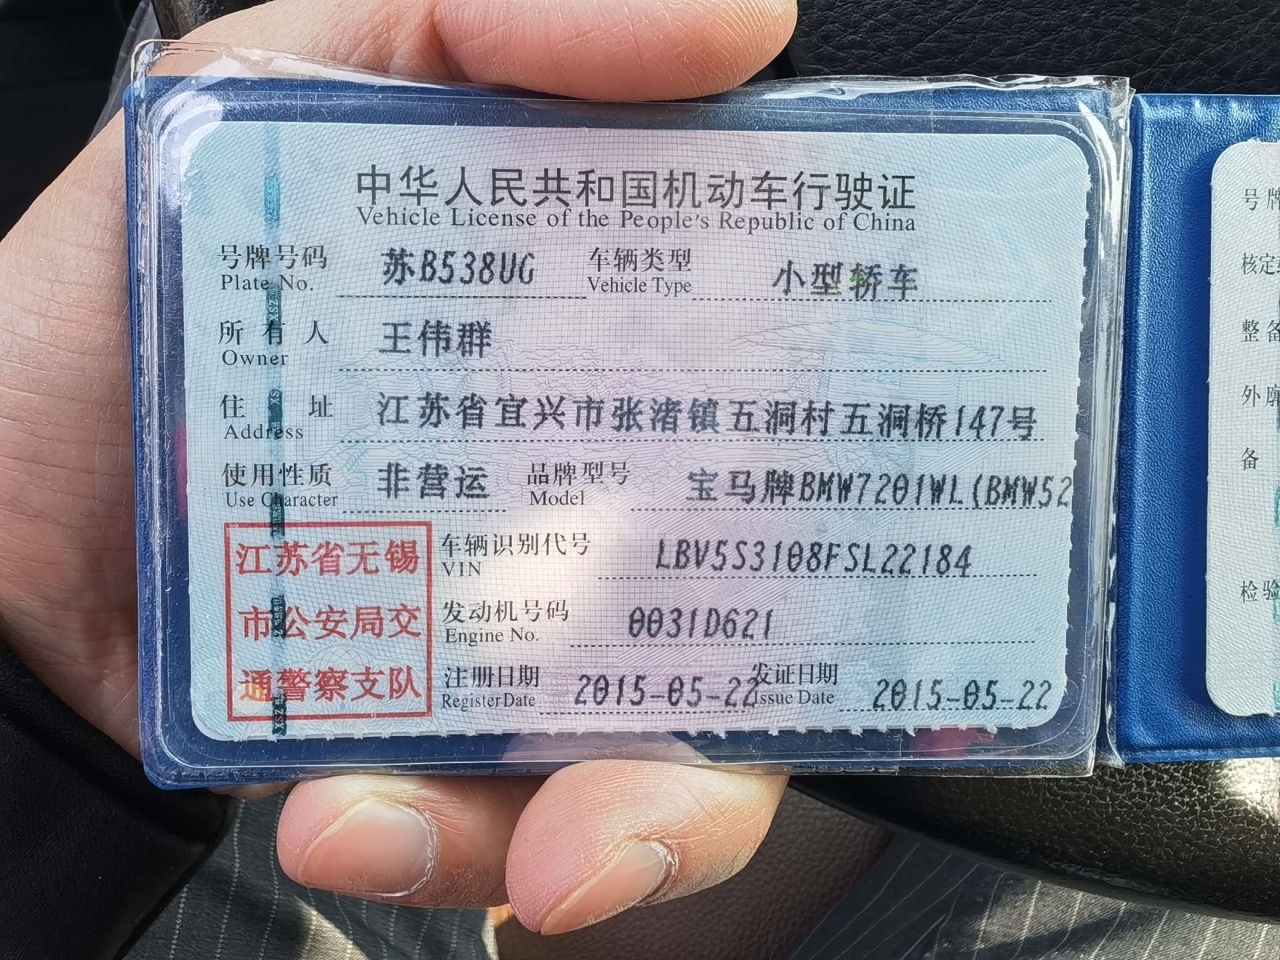 中华人民共和国机动车行驶证
Vehicle License of the People's Republic of China
号牌号码 苏B538UG 车辆类型 小型轿车
Plate No. Vehicle Type
所有人 王伟群
Owner
住址 江苏省宜兴市张渚镇五洞村五洞桥147号
Address
使用性质 非营运 品牌型号 宝马牌BMW7201WL(BMW52
Use Character Model
江苏省无锡
市公安局交
通警察支队
车辆识别代号 LBV5S3108FSL22184
VIN
发动机号码 0031D621
Engine No.
注册日期 2015-05-22 发证日期 2015-05-22
Register Date Issue Date
号牌
核定
整备
外廓
备
检验